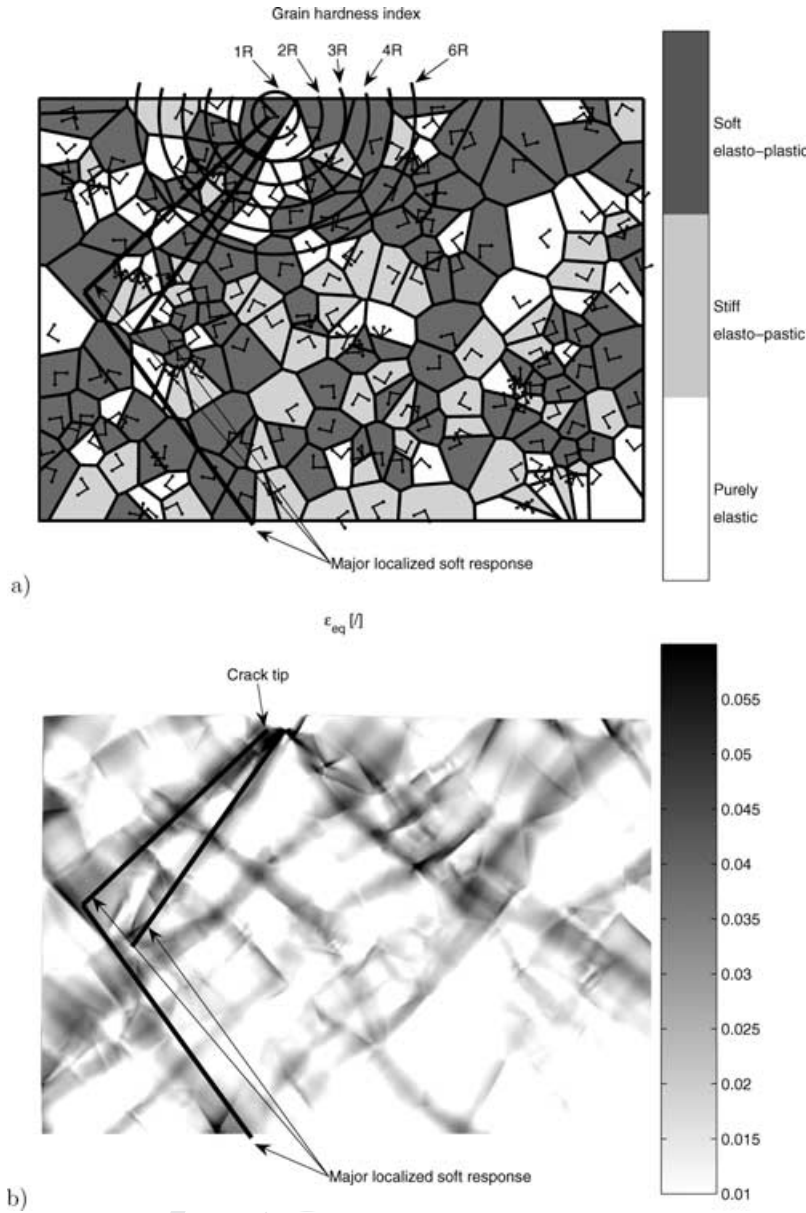 Grain hardness index
1R 2R 3R 4R 6R
Soft
elasto-plastic
Stiff
elasto-pastic
Purely
elastic
Major localized soft response
a)
ε eq [/]
Crack tip
0.055
0.05
0.045
0.04
0.035
0.03
0.025
0.02
0.015
0.01
Major localized soft response
b)